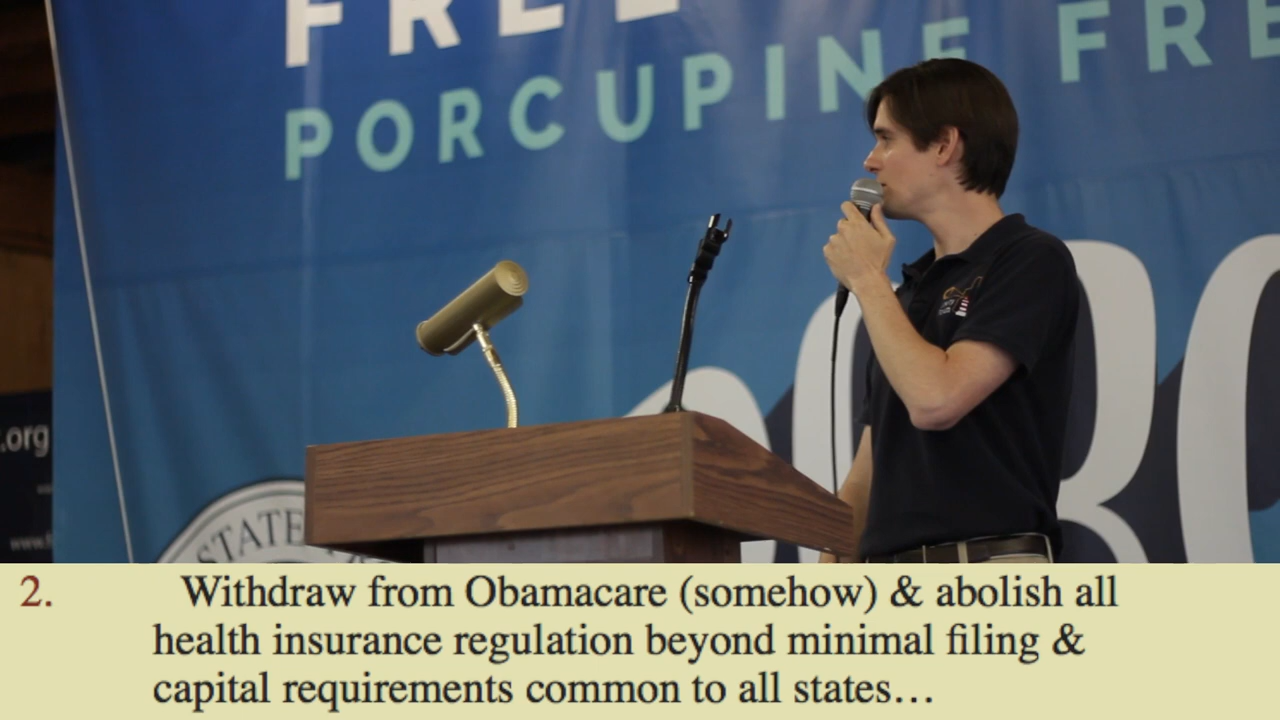 FREE
PORCUPINE FRE
.org
STATE
2. Withdraw from Obamacare (somehow) & abolish all
health insurance regulation beyond minimal filing &
capital requirements common to all states…